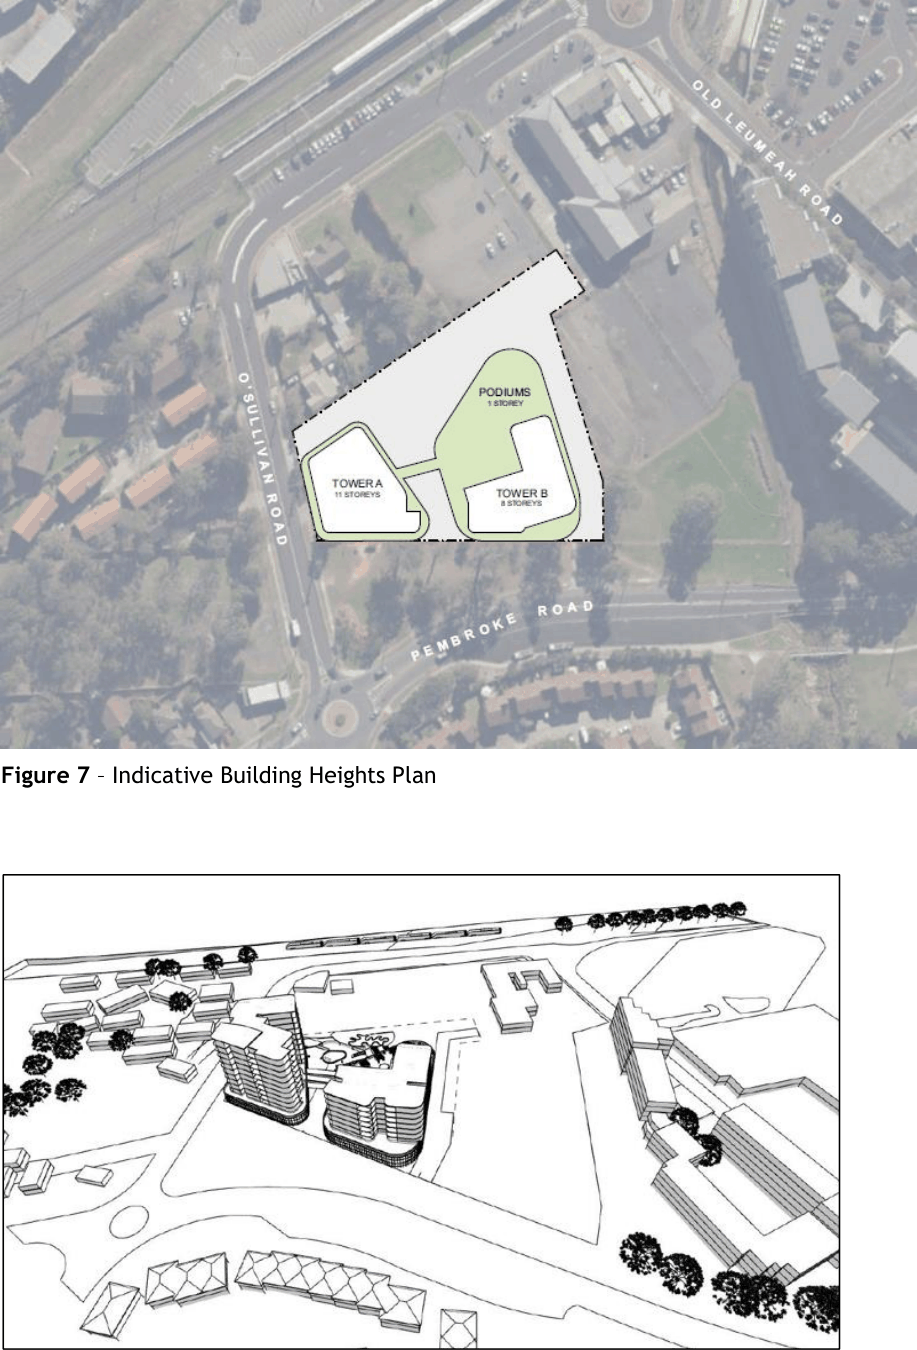 OLD LEUMEAH ROAD
O'SULLIVAN ROAD
PODIUMS
1 STOREY
TOWER A
11 STOREYS
TOWER B
8 STOREYS
PEMBROKE ROAD
Figure 7 – Indicative Building Heights Plan